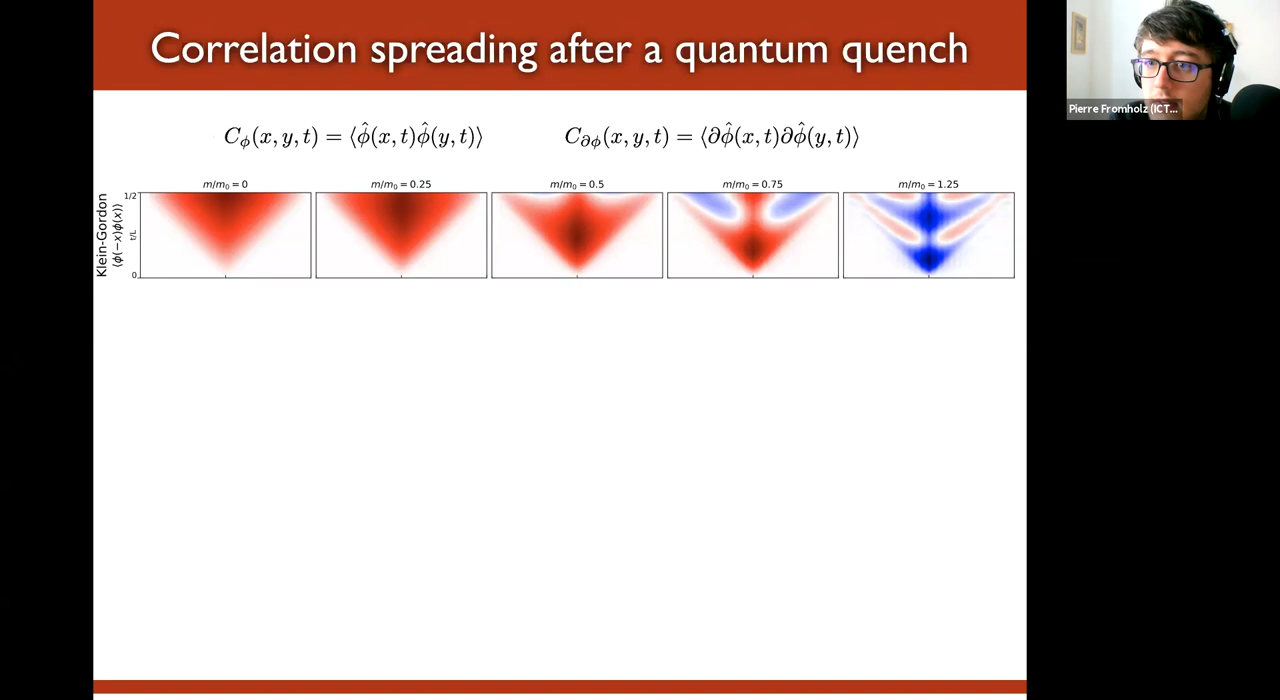 Correlation spreading after a quantum quench
C_ϕ(x, y, t) = ⟨ϕ̂(x, t)ϕ̂(y, t)⟩
C_∂ϕ(x, y, t) = ⟨∂ϕ̂(x, t)∂ϕ̂(y, t)⟩
m/m₀ = 0
m/m₀ = 0.25
m/m₀ = 0.5
m/m₀ = 0.75
m/m₀ = 1.25
Klein-Gordon
⟨ϕ(−x)ϕ(x)⟩
1/2
t/L
0
Pierre Fromholz (ICT...